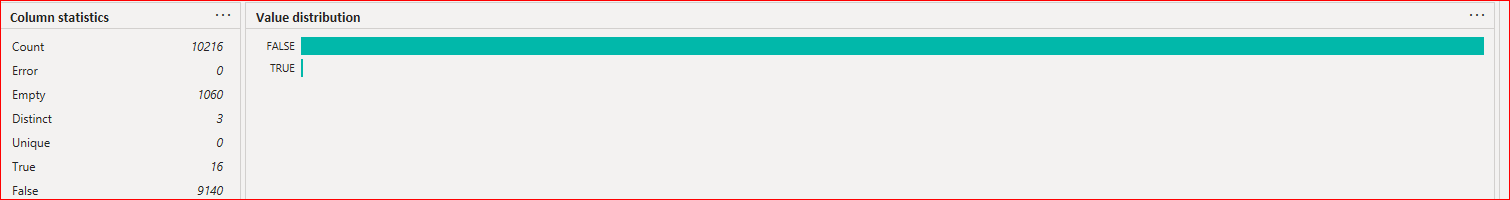 Column statistics ...
Value distribution ...
Count 10216
Error 0
Empty 1060
Distinct 3
Unique 0
True 16
False 9140
FALSE
TRUE